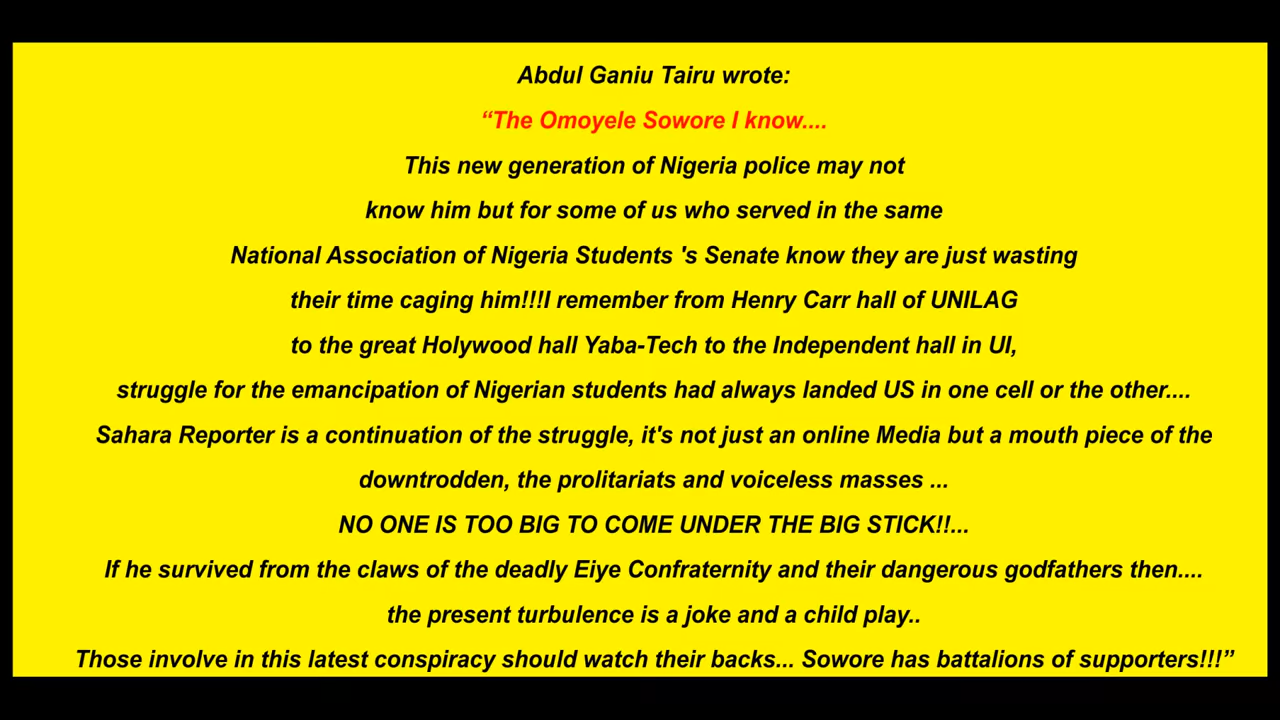 Abdul Ganiu Tairu wrote:
“The Omoyele Sowore I know....
This new generation of Nigeria police may not
know him but for some of us who served in the same
National Association of Nigeria Students 's Senate know they are just wasting
their time caging him!!!I remember from Henry Carr hall of UNILAG
to the great Holywood hall Yaba-Tech to the Independent hall in UI,
struggle for the emancipation of Nigerian students had always landed US in one cell or the other....
Sahara Reporter is a continuation of the struggle, it's not just an online Media but a mouth piece of the
downtrodden, the prolitariats and voiceless masses ...
NO ONE IS TOO BIG TO COME UNDER THE BIG STICK!!...
If he survived from the claws of the deadly Eiye Confraternity and their dangerous godfathers then....
the present turbulence is a joke and a child play..
Those involve in this latest conspiracy should watch their backs... Sowore has battalions of supporters!!!”